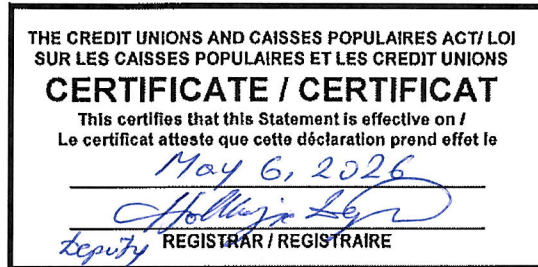 THE CREDIT UNIONS AND CAISSES POPULAIRES ACT/ LOI
SUR LES CAISSES POPULAIRES ET LES CREDIT UNIONS
CERTIFICATE / CERTIFICAT
This certifies that this Statement is effective on /
Le certificat atteste que cette déclaration prend effet le
May 6, 2026
Deputy REGISTRAR / REGISTRAIRE